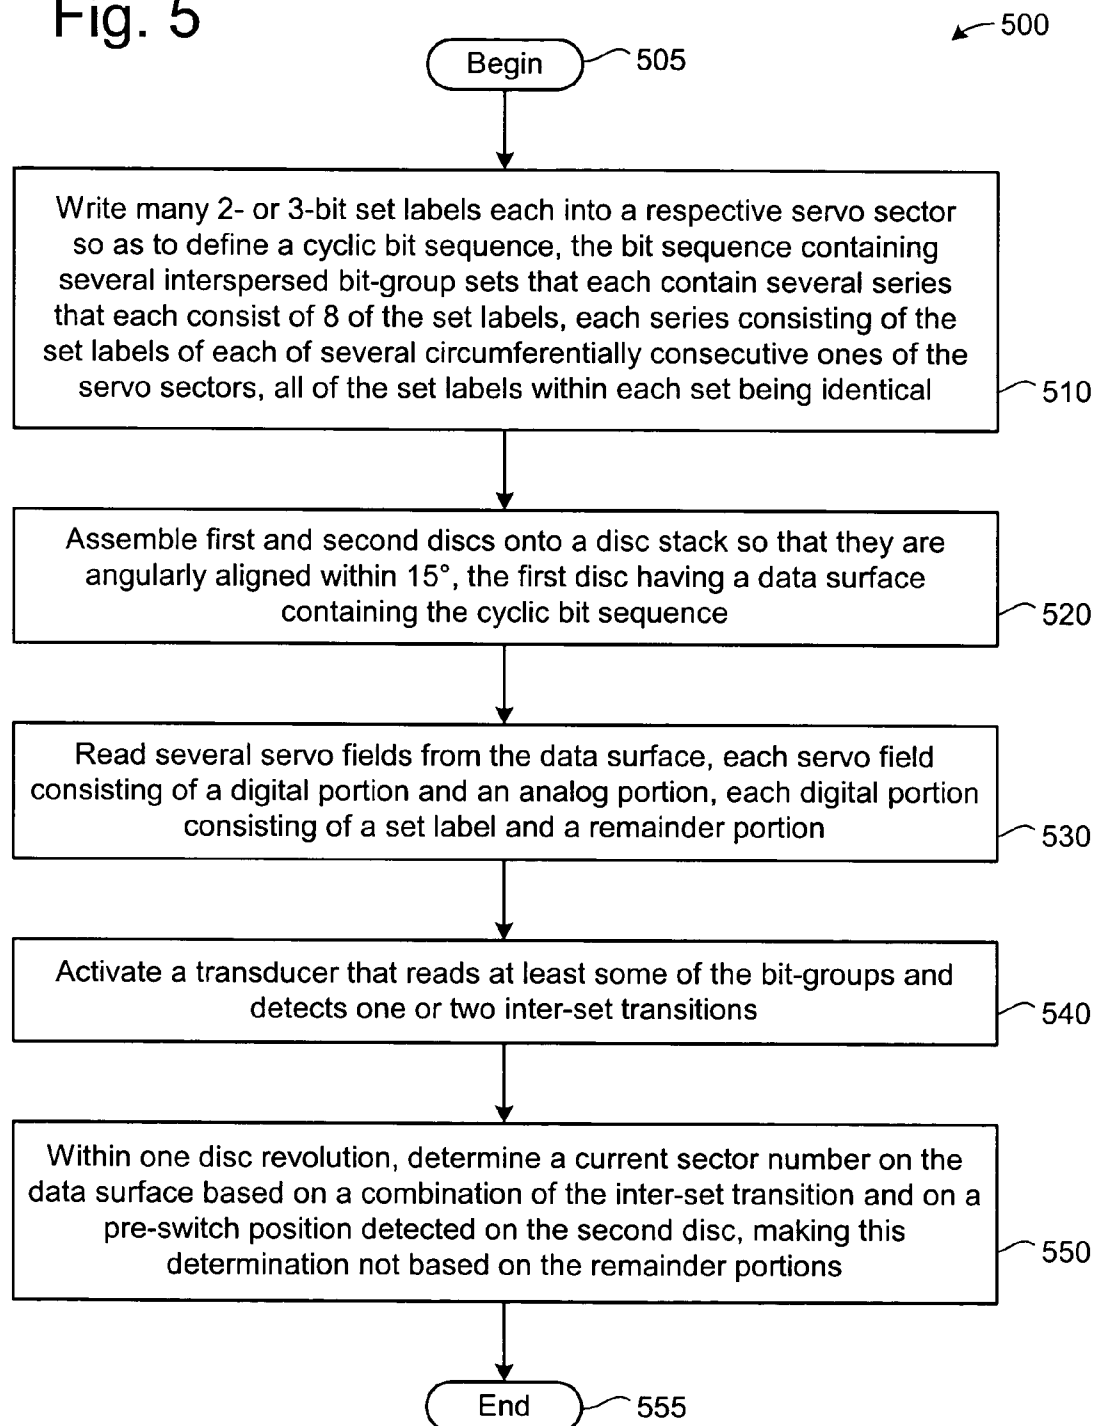 Fig. 5
500
Begin
505
Write many 2- or 3-bit set labels each into a respective servo sector
so as to define a cyclic bit sequence, the bit sequence containing
several interspersed bit-group sets that each contain several series
that each consist of 8 of the set labels, each series consisting of the
set labels of each of several circumferentially consecutive ones of the
servo sectors, all of the set labels within each set being identical
510
Assemble first and second discs onto a disc stack so that they are
angularly aligned within 15°, the first disc having a data surface
containing the cyclic bit sequence
520
Read several servo fields from the data surface, each servo field
consisting of a digital portion and an analog portion, each digital portion
consisting of a set label and a remainder portion
530
Activate a transducer that reads at least some of the bit-groups and
detects one or two inter-set transitions
540
Within one disc revolution, determine a current sector number on the
data surface based on a combination of the inter-set transition and on a
pre-switch position detected on the second disc, making this
determination not based on the remainder portions
550
End
555